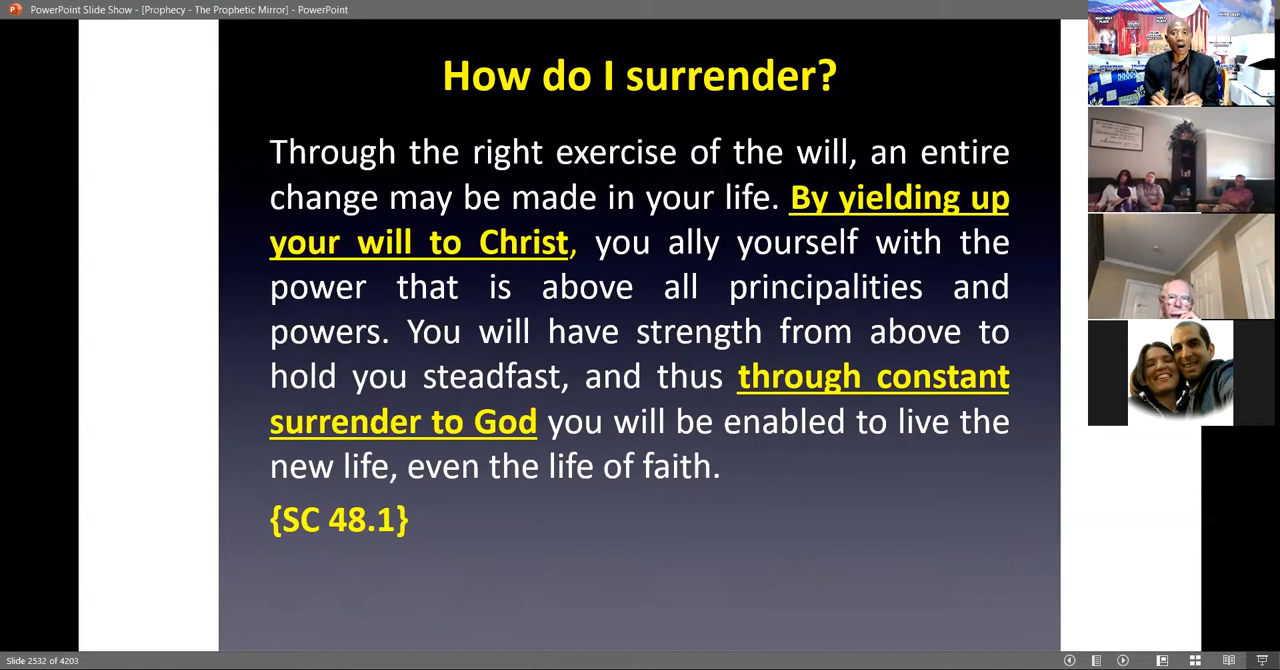 PowerPoint Slide Show - [Prophecy - The Prophetic Mirror] - PowerPoint
How do I surrender?
Through the right exercise of the will, an entire
change may be made in your life. By yielding up
your will to Christ, you ally yourself with the
power that is above all principalities and
powers. You will have strength from above to
hold you steadfast, and thus through constant
surrender to God you will be enabled to live the
new life, even the life of faith.
{SC 48.1}
Slide 2532 of 4203